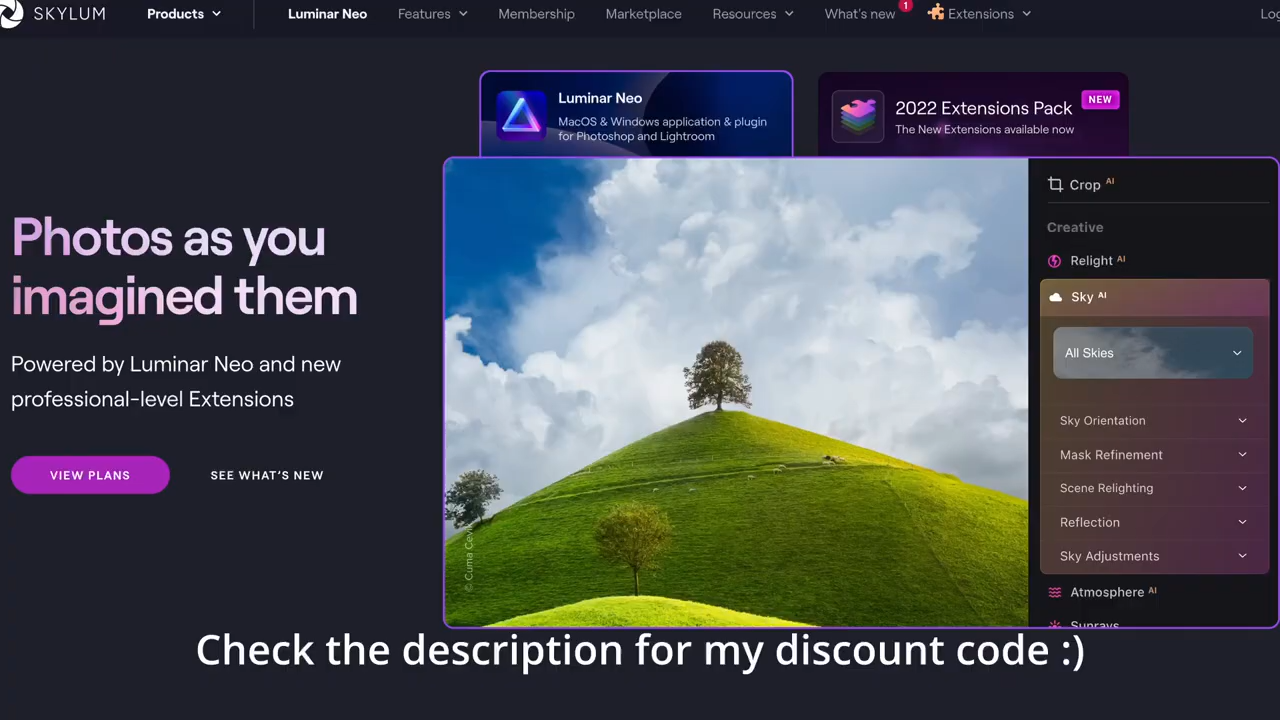 SKYLUM
Products
Luminar Neo
Features
Membership
Marketplace
Resources
What's new
1
Extensions
Luminar Neo
MacOS & Windows application & plugin
for Photoshop and Lightroom
2022 Extensions Pack
NEW
The New Extensions available now
Photos as you
imagined them
Powered by Luminar Neo and new
professional-level Extensions
VIEW PLANS
SEE WHAT'S NEW
Crop AI
Creative
Relight AI
Sky AI
All Skies
Sky Orientation
Mask Refinement
Scene Relighting
Reflection
Sky Adjustments
Atmosphere AI
Sunrays
© Cuma
Check the description for my discount code :)